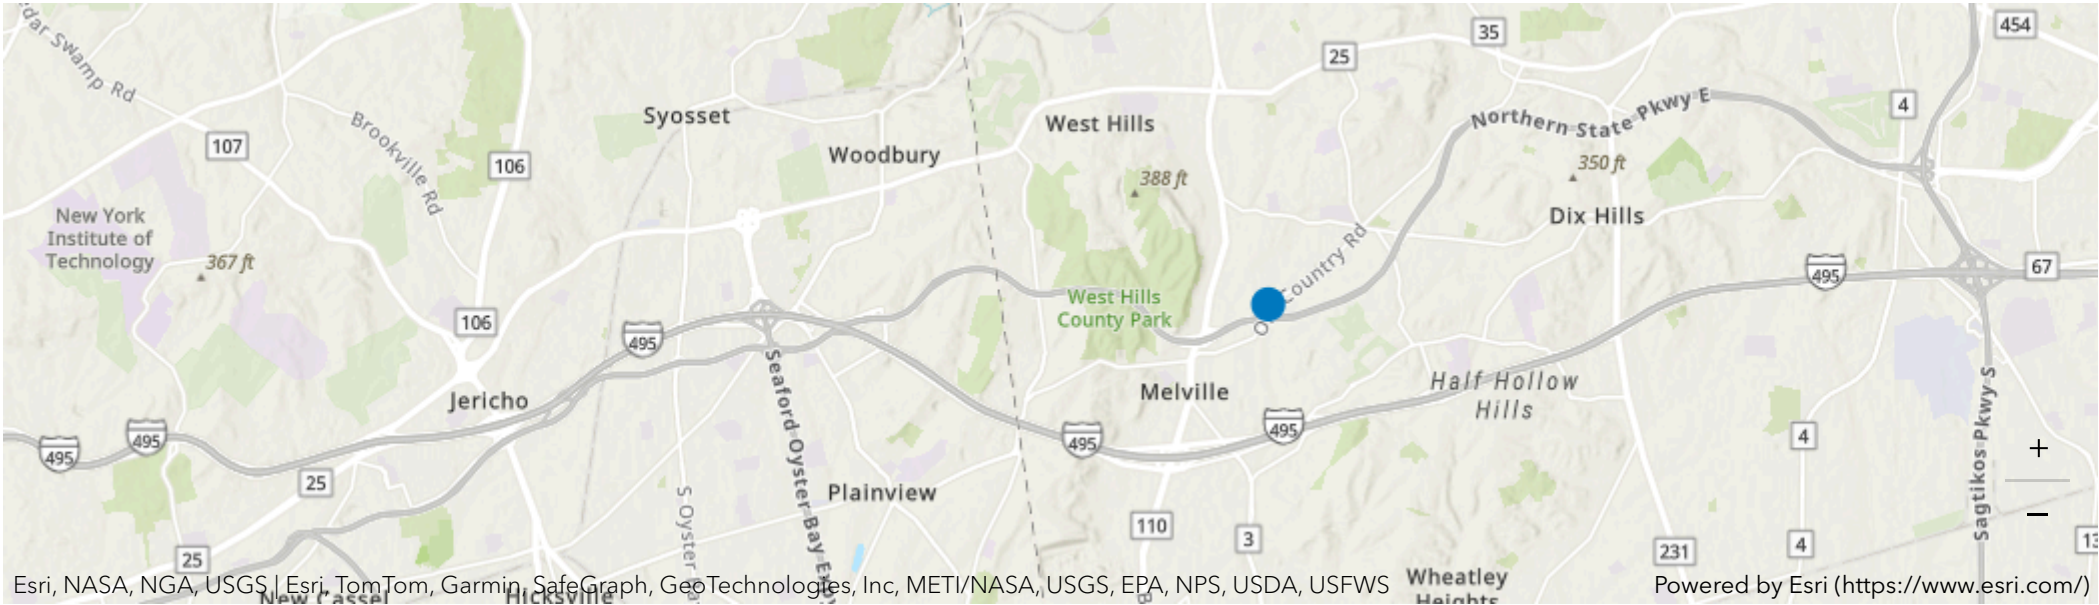 454
35
25
Cedar Swamp Rd
Northern State Pkwy E
4
Syosset
West Hills
Brookville Rd
107
Woodbury
106
350 ft
388 ft
New York
Institute of
Technology
Dix Hills
367 ft
Country Rd
495
67
West Hills
County Park
106
495
Seaford Oyster Bay Expy
Sagtikos Pkwy S
Half Hollow
Hills
Melville
Jericho
495
495
495
495
4
+
25
Plainview
S Oyster
−
110
3
4
231
25
Wheatley
Heights
Esri, NASA, NGA, USGS | Esri, TomTom, Garmin, SafeGraph, GeoTechnologies, Inc, METI/NASA, USGS, EPA, NPS, USDA, USFWS
Powered by Esri (https://www.esri.com/)
New Cassel
Hicksville